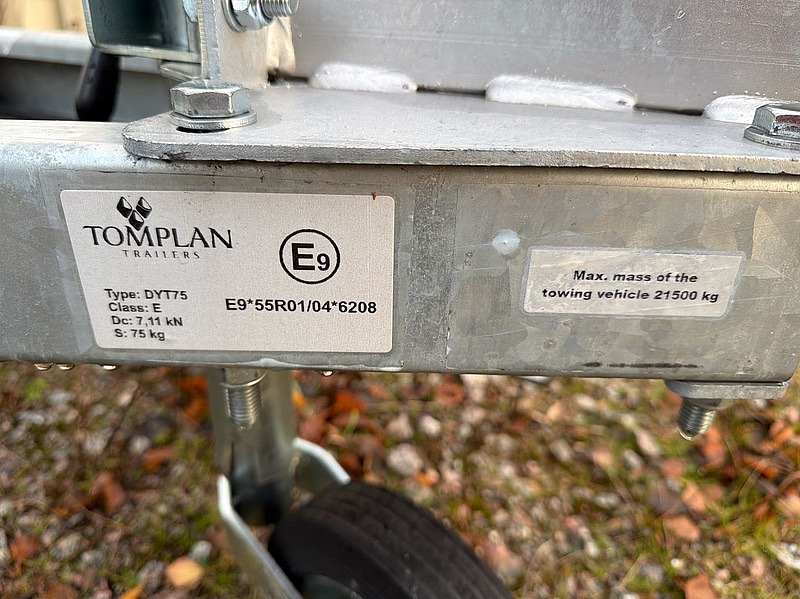 TOMPLAN
TRAILERS
E9
Type: DYT75
Class: E
Dc: 7,11 kN
S: 75 kg
E9*55R01/04*6208
Max. mass of the
towing vehicle 21500 kg